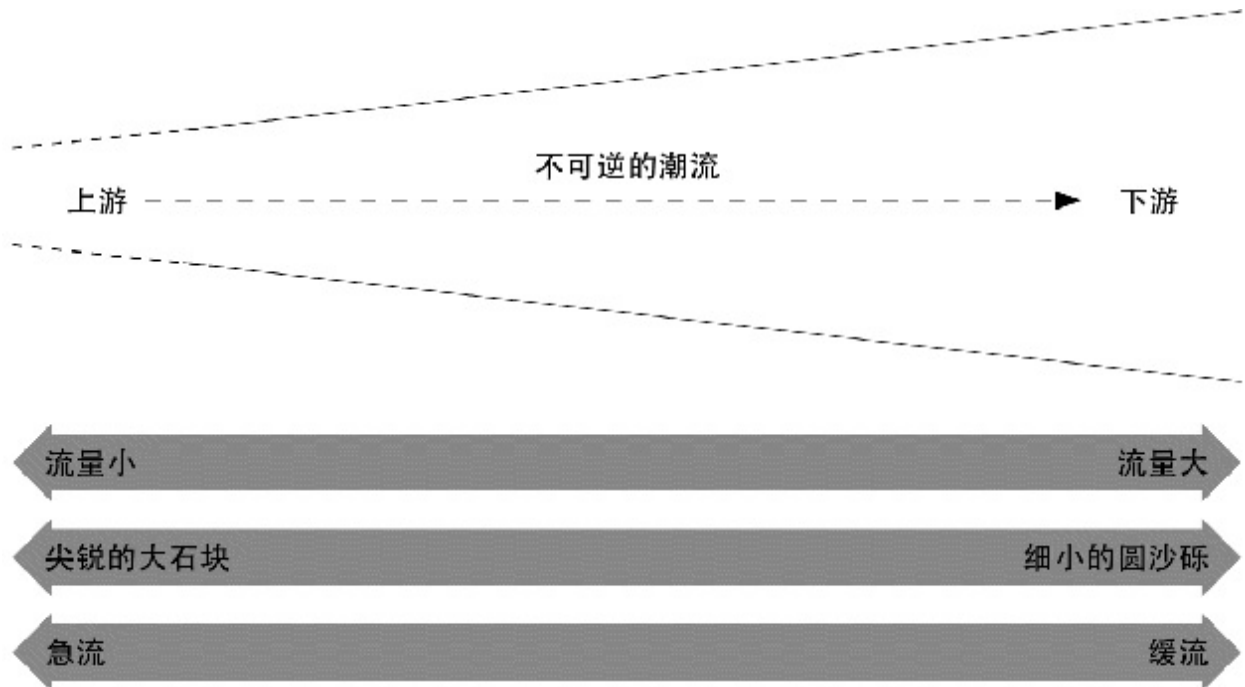 不可逆的潮流
上游 下游
流量小 流量大
尖锐的大石块 细小的圆沙砾
急流 缓流